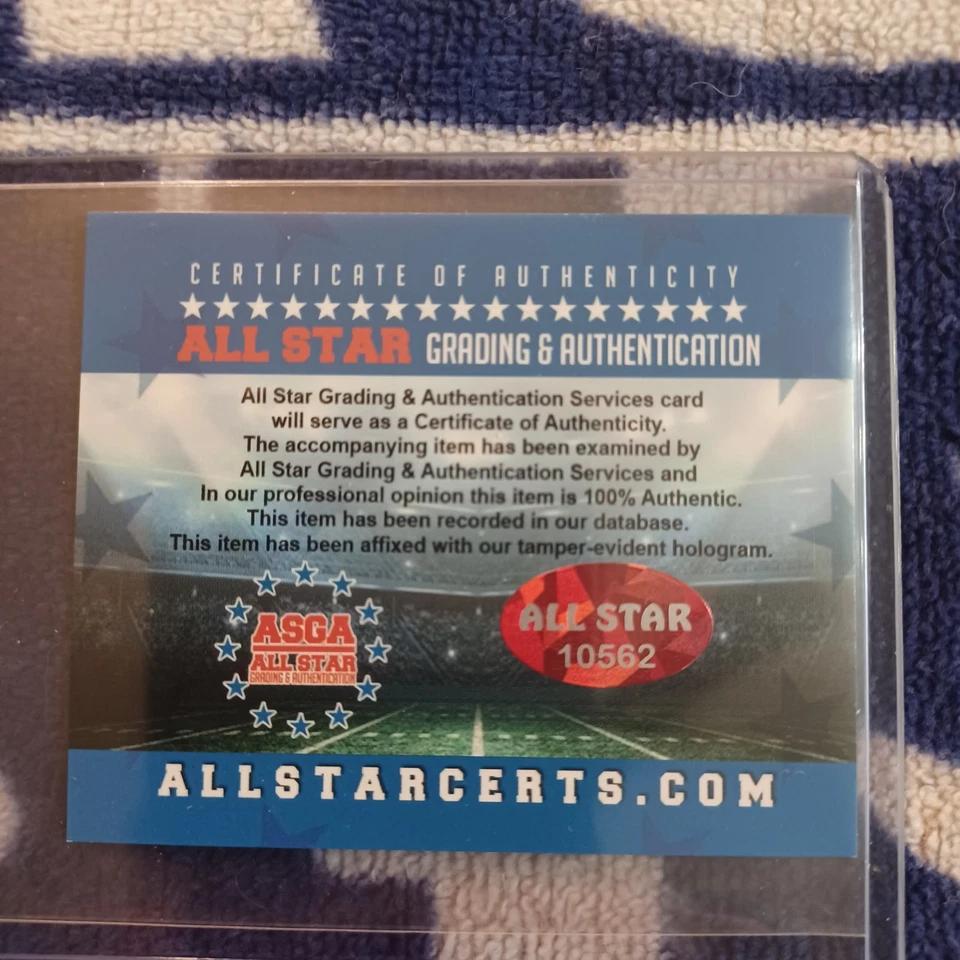 CERTIFICATE OF AUTHENTICITY
ALL STAR GRADING & AUTHENTICATION
All Star Grading & Authentication Services card
will serve as a Certificate of Authenticity.
The accompanying item has been examined by
All Star Grading & Authentication Services and
In our professional opinion this item is 100% Authentic.
This item has been recorded in our database.
This item has been affixed with our tamper-evident hologram.
ASGA
ALL STAR
GRADING & AUTHENTICATION
ALL STAR
10562
ALLSTARCERTS.COM